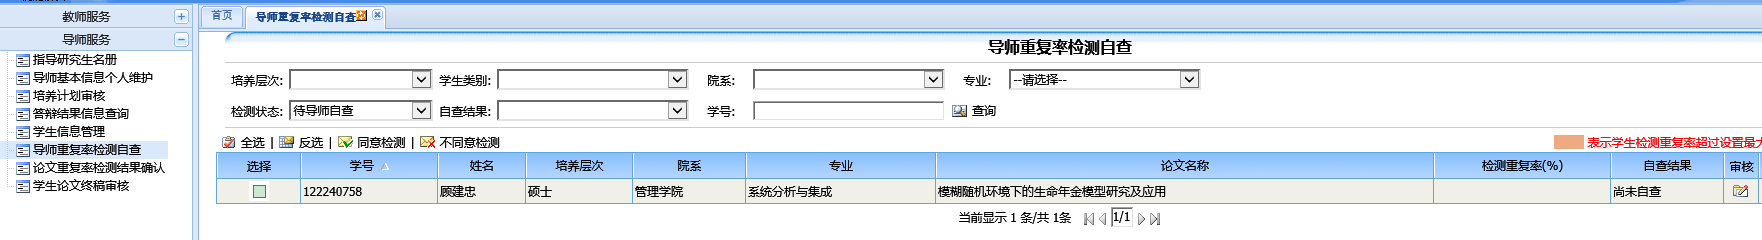 教师服务
导师服务
指导研究生名册
导师基本信息个人维护
培养计划审核
答辩结果信息查询
学生信息管理
导师重复率检测自查
论文重复率检测结果确认
学生论文终稿审核
首页 导师重复率检测自查
导师重复率检测自查
培养层次: 学生类别: 院系: 专业: --请选择--
检测状态: 待导师自查 自查结果: 学号: 查询
全选 | 反选 | 同意检测 | 不同意检测 表示学生检测重复率超过设置最
选择 学号 姓名 培养层次 院系 专业 论文名称 检测重复率(%) 自查结果 审核
122240758 顾建忠 硕士 管理学院 系统分析与集成 模糊随机环境下的生命年金模型研究及应用 尚未自查
当前显示 1 条/共 1条 1/1